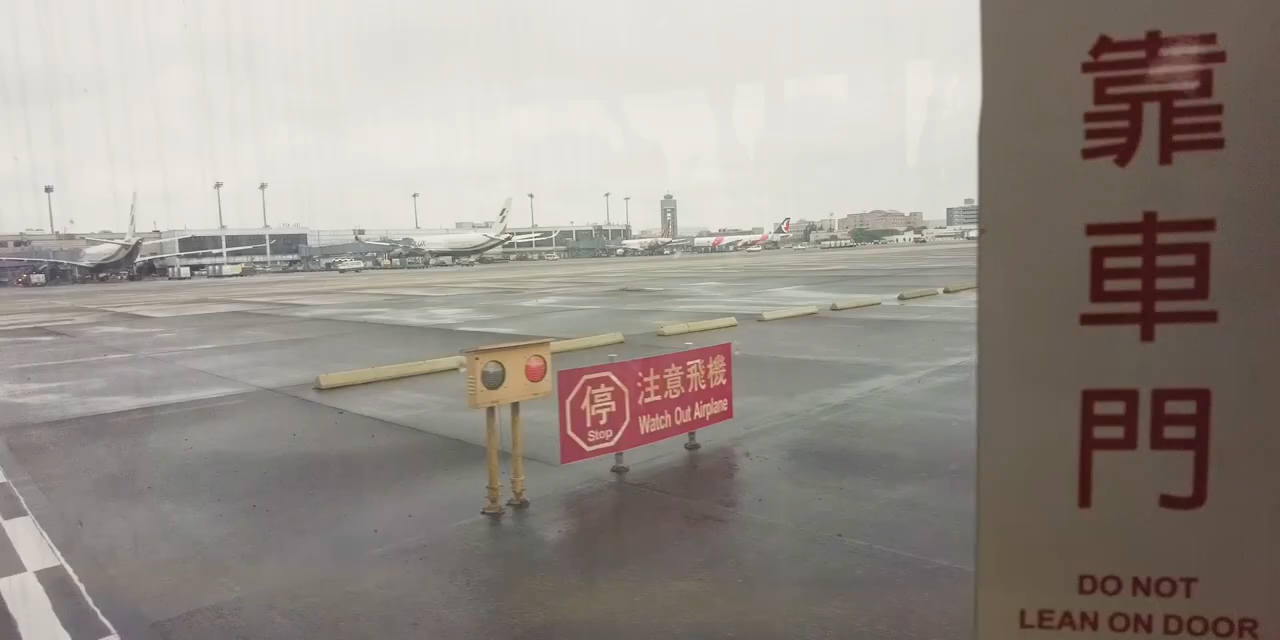 停
Stop
注意飛機
Watch Out Airplane
靠
車
門
DO NOT
LEAN ON DOOR